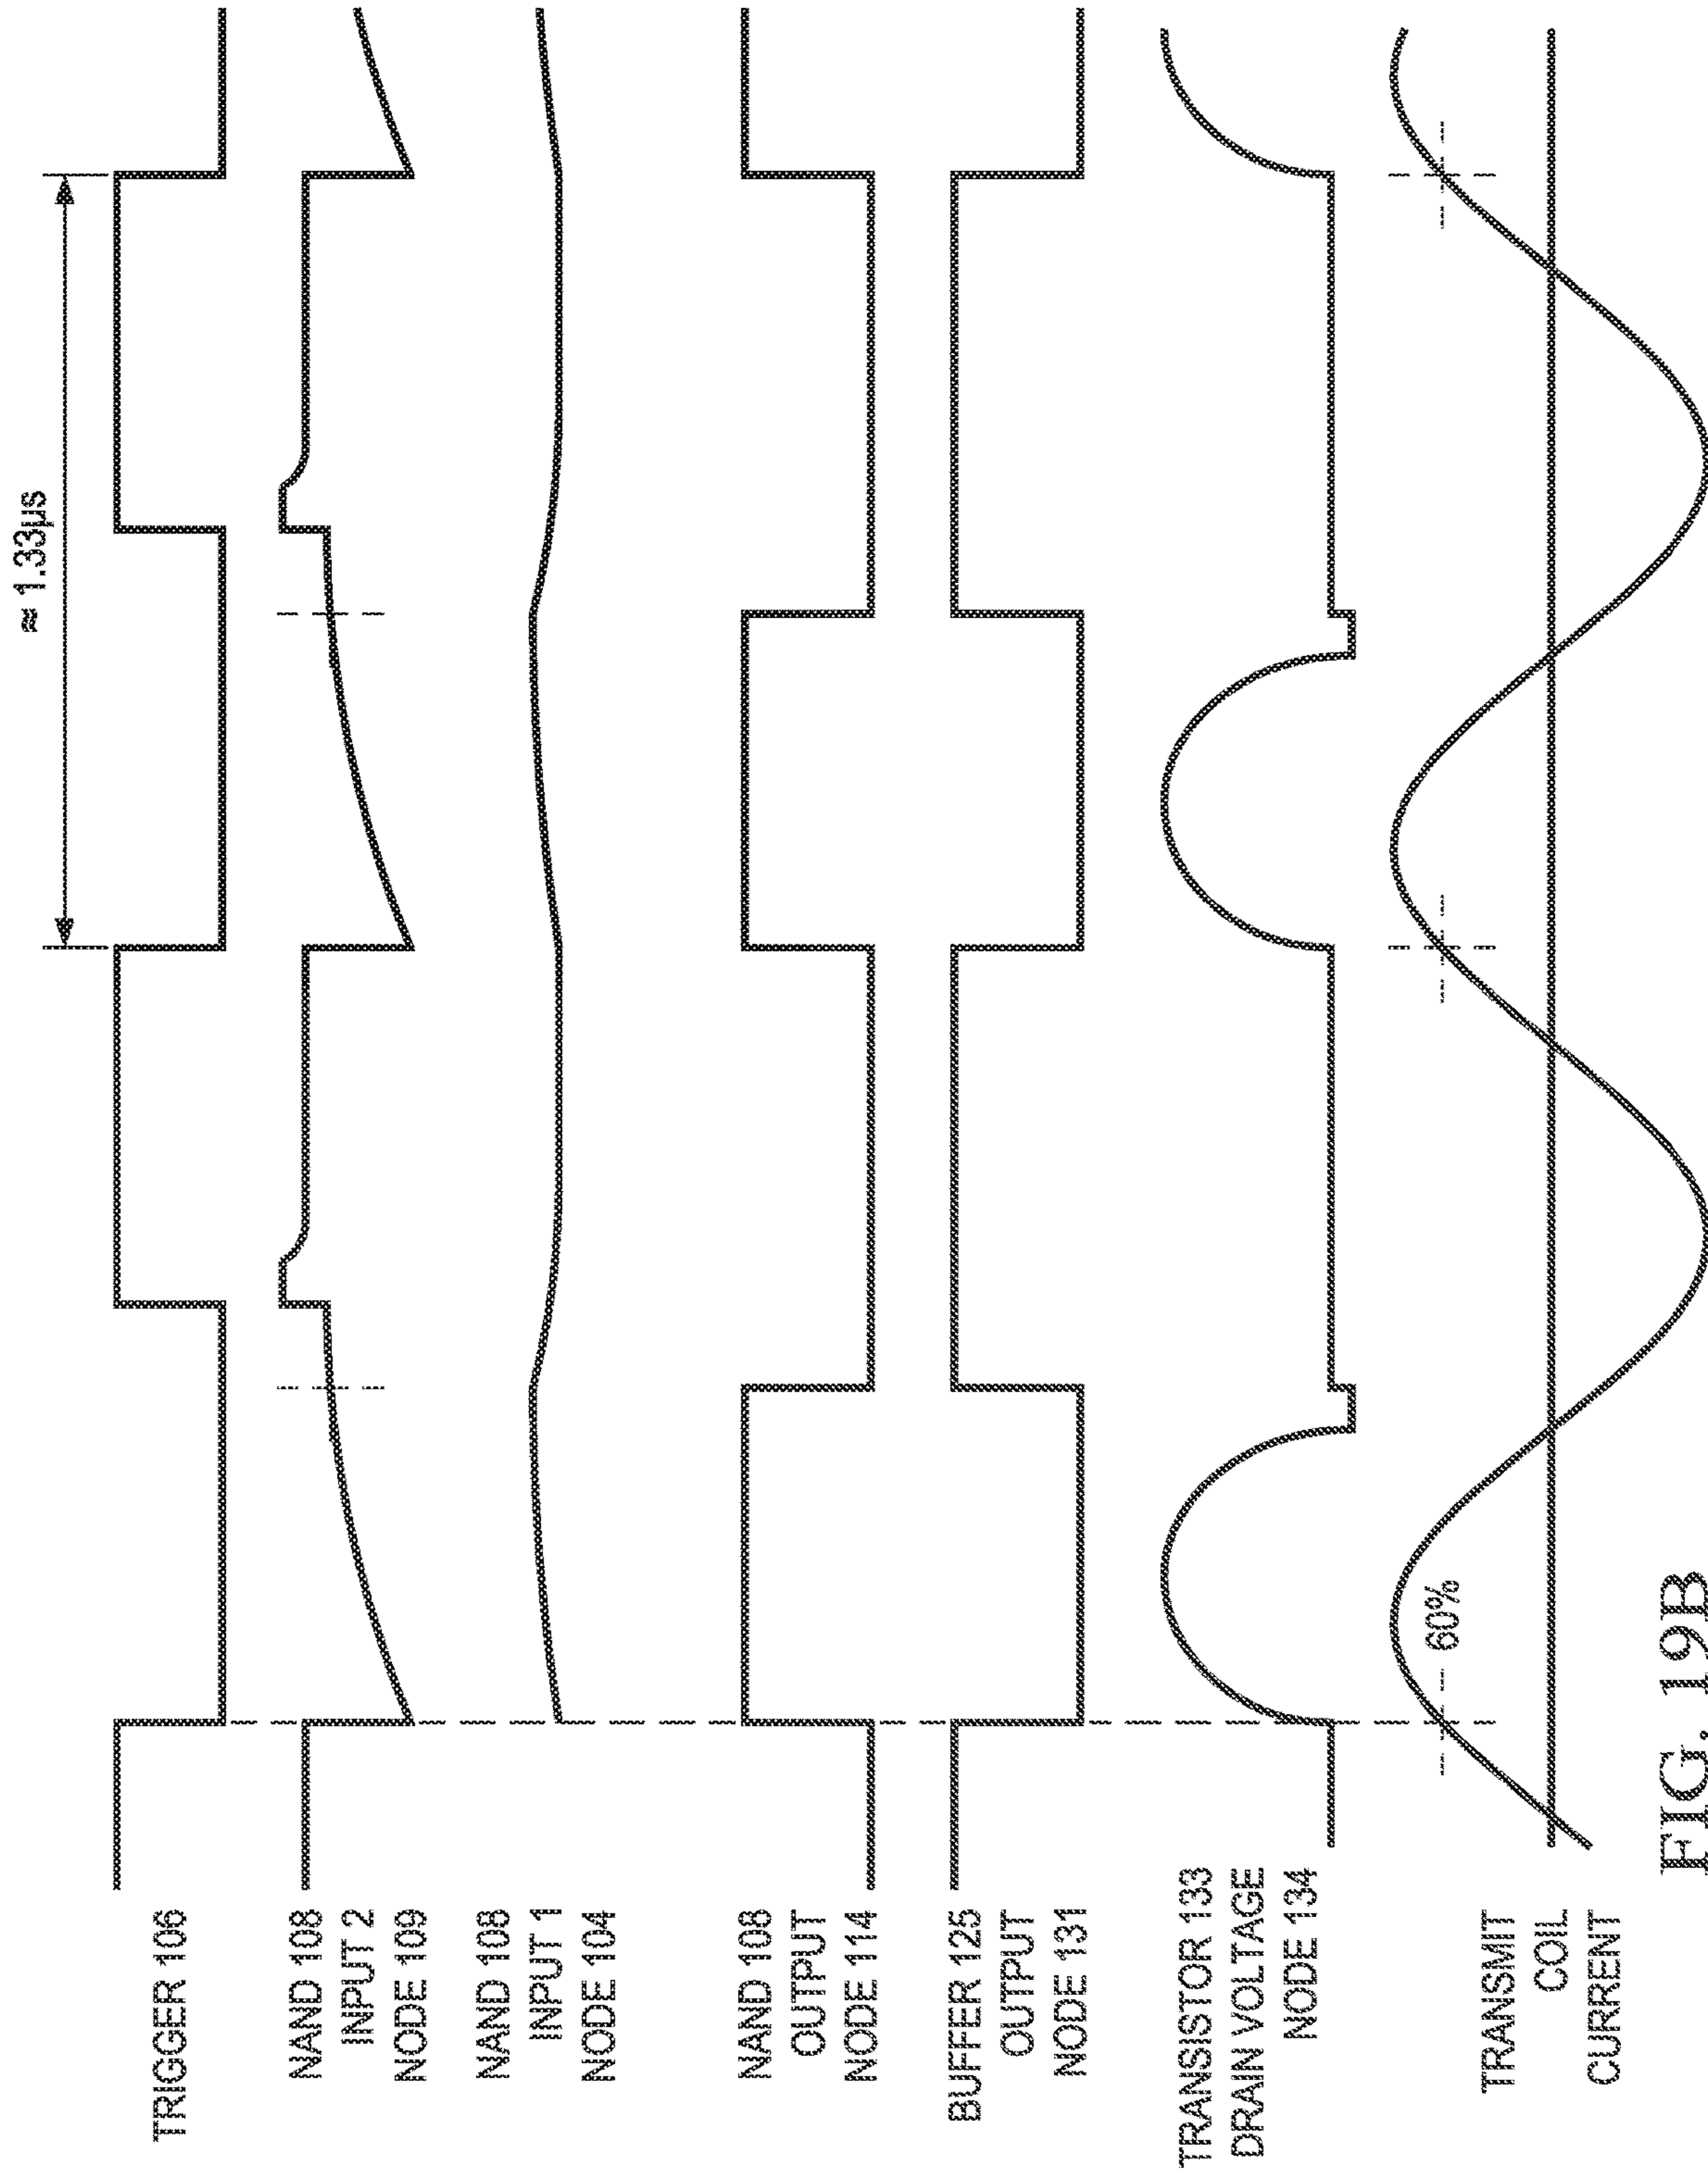 ≈ 1.33µs
TRIGGER 106
NAND 108
INPUT 2
NODE 109
NAND 108
INPUT 1
NODE 104
NAND 108
OUTPUT
NODE 114
BUFFER 125
OUTPUT
NODE 131
TRANSISTOR 133
DRAIN VOLTAGE
NODE 134
60%
TRANSMIT
COIL
CURRENT
FIG. 19B